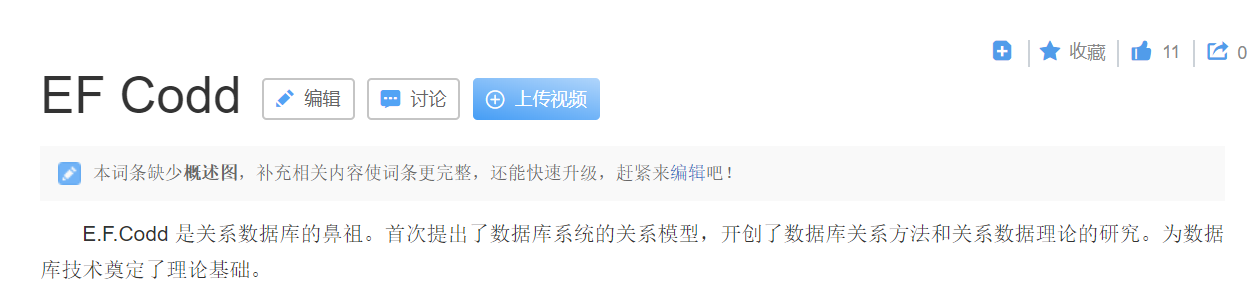 收藏 11 0
EF Codd 编辑 讨论 上传视频
本词条缺少概述图，补充相关内容使词条更完整，还能快速升级，赶紧来编辑吧！
E.F.Codd 是关系数据库的鼻祖。首次提出了数据库系统的关系模型，开创了数据库关系方法和关系数据理论的研究。为数据
库技术奠定了理论基础。